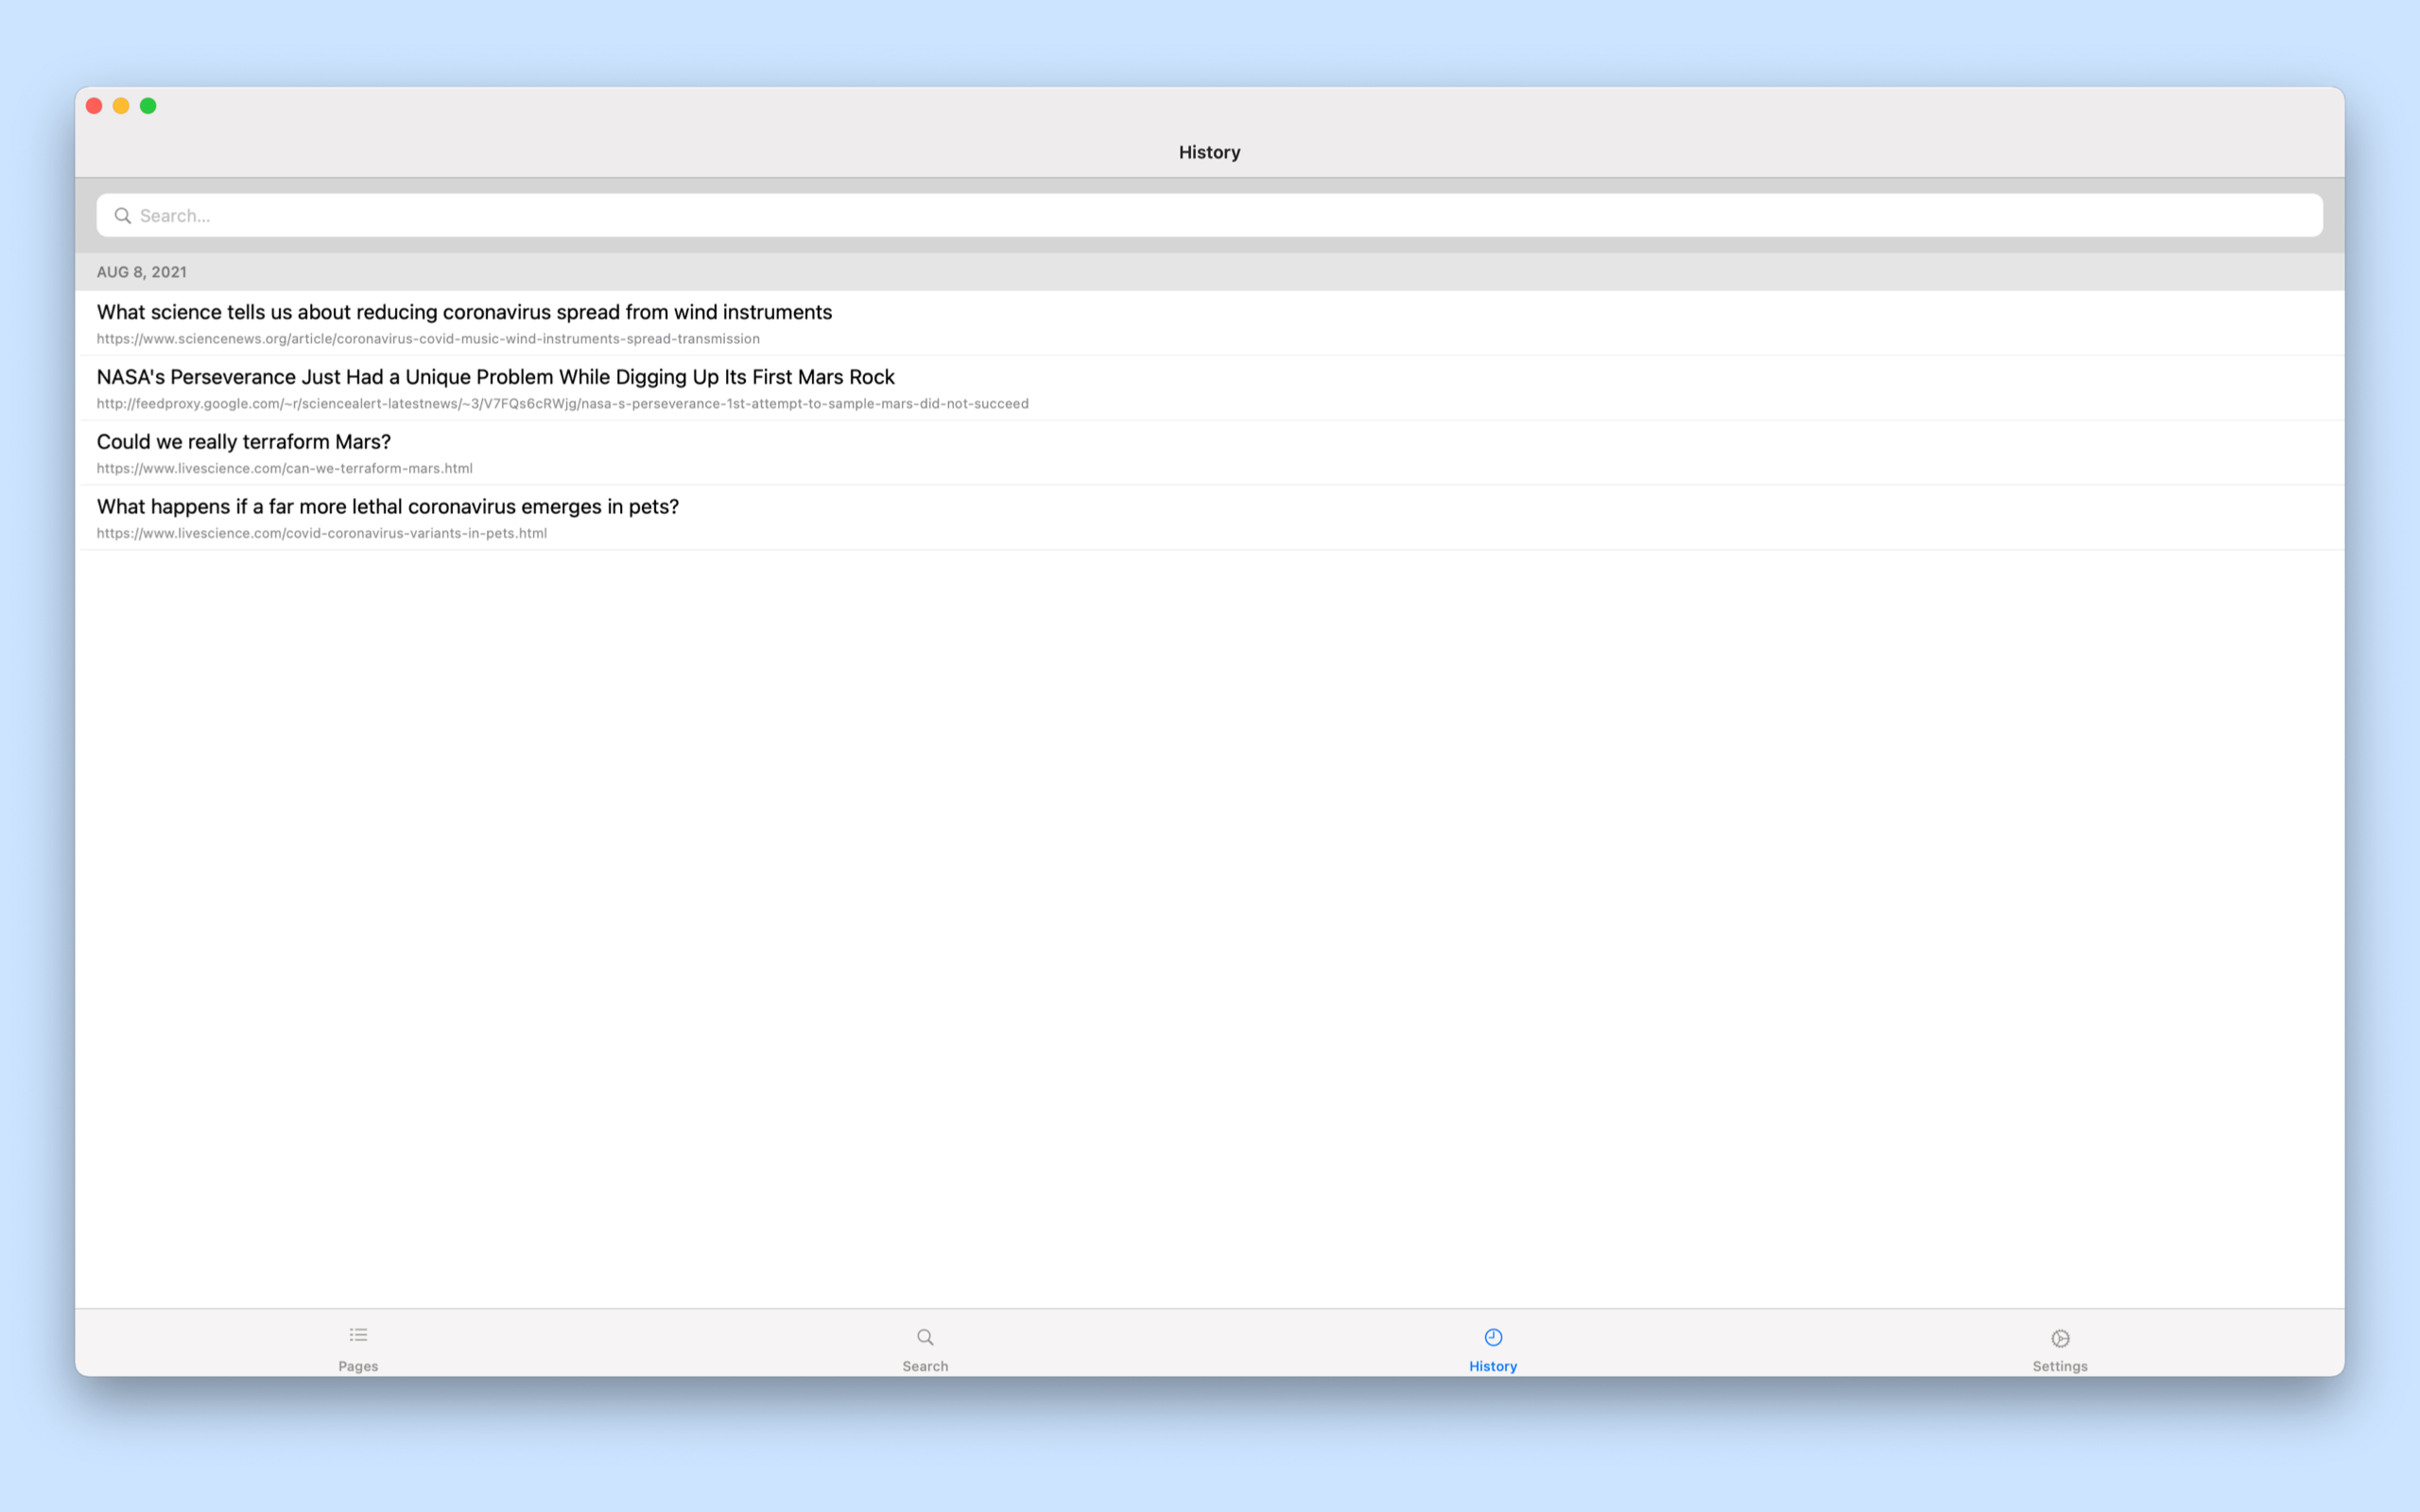 History
Search...
AUG 8, 2021
What science tells us about reducing coronavirus spread from wind instruments
https://www.sciencenews.org/article/coronavirus-covid-music-wind-instruments-spread-transmission
NASA's Perseverance Just Had a Unique Problem While Digging Up Its First Mars Rock
http://feedproxy.google.com/~r/sciencealert-latestnews/~3/V7FQs6cRWjg/nasa-s-perseverance-1st-attempt-to-sample-mars-did-not-succeed
Could we really terraform Mars?
https://www.livescience.com/can-we-terraform-mars.html
What happens if a far more lethal coronavirus emerges in pets?
https://www.livescience.com/covid-coronavirus-variants-in-pets.html
Pages Search History Settings